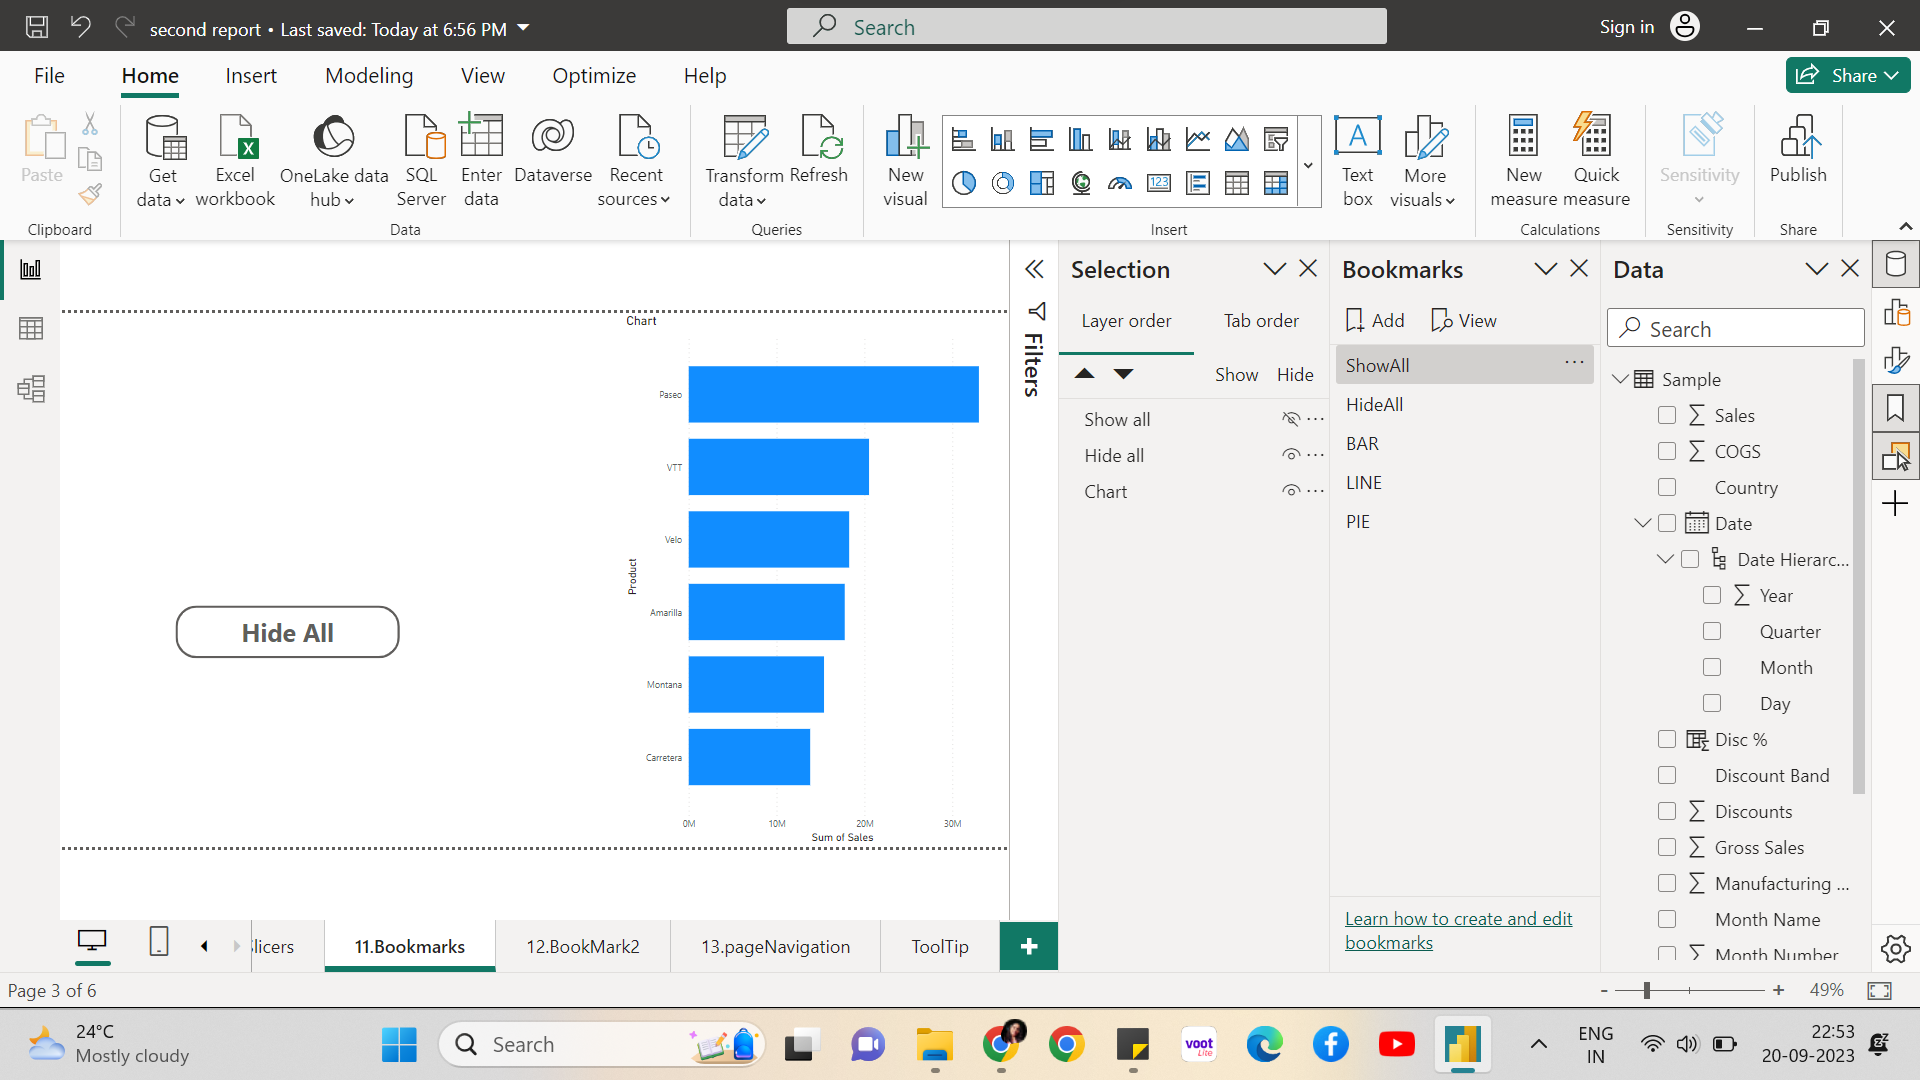 second report • Last saved: Today at 6:56 PM
Search
Sign in
File
Home
Insert
Modeling
View
Optimize
Help
Share
Paste
Get data
Excel workbook
OneLake data hub
SQL Server
Enter data
Dataverse
Recent sources
Transform data
Refresh
New visual
Text box
More visuals
New measure
Quick measure
Sensitivity
Publish
Clipboard
Data
Queries
Insert
Calculations
Sensitivity
Share
Chart
Product
Paseo
VTT
Velo
Amarilla
Montana
Carretera
0M
10M
20M
30M
Sum of Sales
Hide All
Filters
Selection
Layer order
Tab order
Show
Hide
Show all
Hide all
Chart
Bookmarks
Add
View
ShowAll
HideAll
BAR
LINE
PIE
Learn how to create and edit
bookmarks
Data
Search
Sample
Sales
COGS
Country
Date
Date Hierarc...
Year
Quarter
Month
Day
Disc %
Discount Band
Discounts
Gross Sales
Manufacturing ...
Month Name
Month Number
licers
11.Bookmarks
12.BookMark2
13.pageNavigation
ToolTip
Page 3 of 6
- + 49%
24°C
Mostly cloudy
Search
voot
Lite
ENG
IN
22:53
20-09-2023